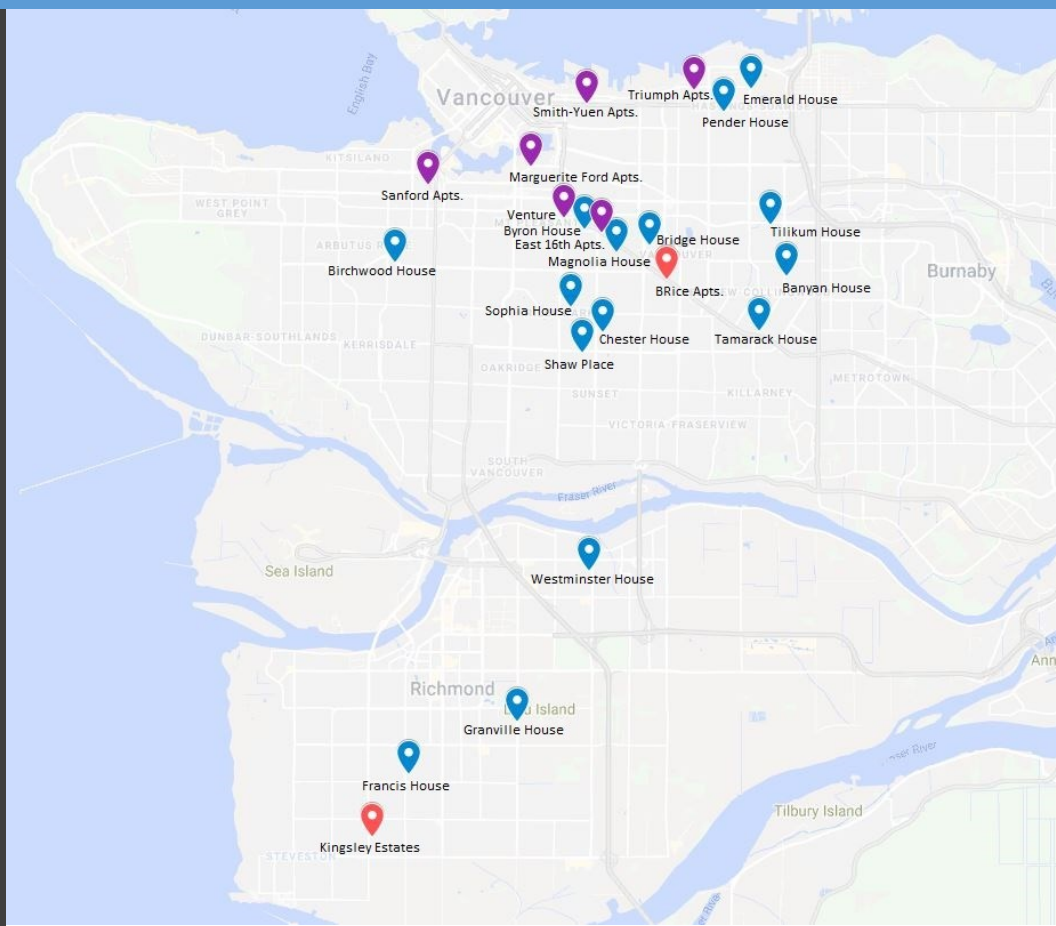 English Bay
Vancouver
Triumph Apts.
Emerald House
Smith-Yuen Apts.
Pender House
KITSILANO
Marguerite Ford Apts.
Sanford Apts.
WEST POINT
GREY
Venture
Byron House
Tilikum House
East 16th Apts.
Bridge House
Magnolia House
Birchwood House
Burnaby
BRice Apts.
Banyan House
Sophia House
DUNBAR-SOUTHLANDS
KERRISDALE
Chester House
Tamarack House
Shaw Place
OAKRIDGE
METROTOWN
SUNSET
KILLARNEY
VICTORIA-FRASERVIEW
SOUTH
VANCOUVER
Fraser River
Sea Island
Westminster House
Richmond
Island
Granville House
Francis House
Tilbury Island
Kingsley Estates
STEVESTON